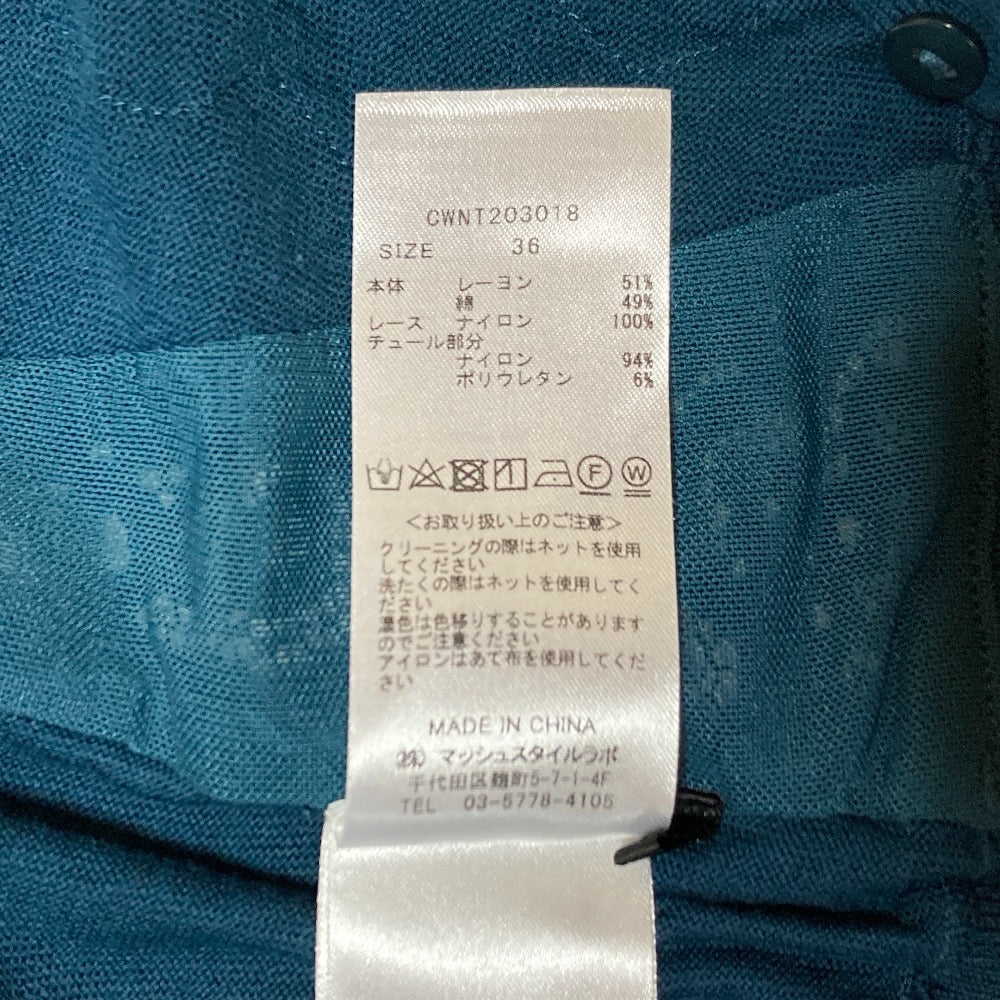 CWNT203018
SIZE 36
本体 レーヨン 51%
綿 49%
レース ナイロン 100%
チュール部分
ナイロン 94%
ポリウレタン 6%
F W
<お取り扱い上のご注意>
クリーニングの際はネットを使用
してください
洗たくの際はネットを使用してく
ださい
濃色は色移りすることがあります
のでご注意ください
アイロンはあて布を使用してくだ
さい
MADE IN CHINA
㈱ マッシュスタイルラボ
千代田区麹町5-7-1-4F
TEL 03-5778-4105